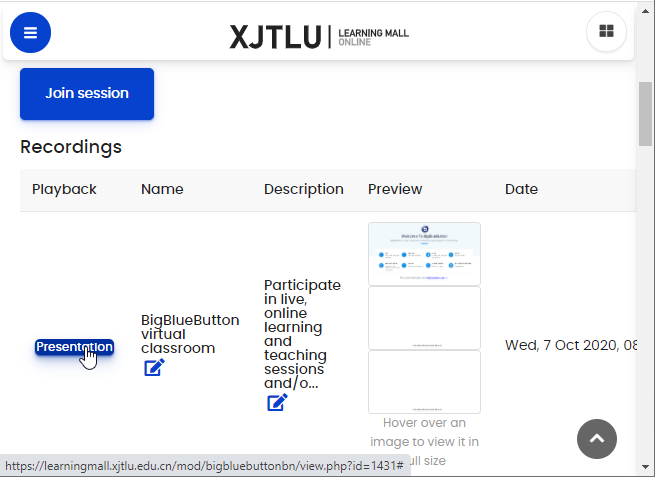 XJTLU | LEARNING MALL
ONLINE
Join session
Recordings
Playback Name Description Preview Date
Presentation
BigBlueButton
virtual
classroom
Participate
in live,
online
learning
and
teaching
sessions
and/o...
Hover over an
image to view it in
full size
Wed, 7 Oct 2020, 08
https://learningmall.xjtlu.edu.cn/mod/bigbluebuttonbn/view.php?id=1431#